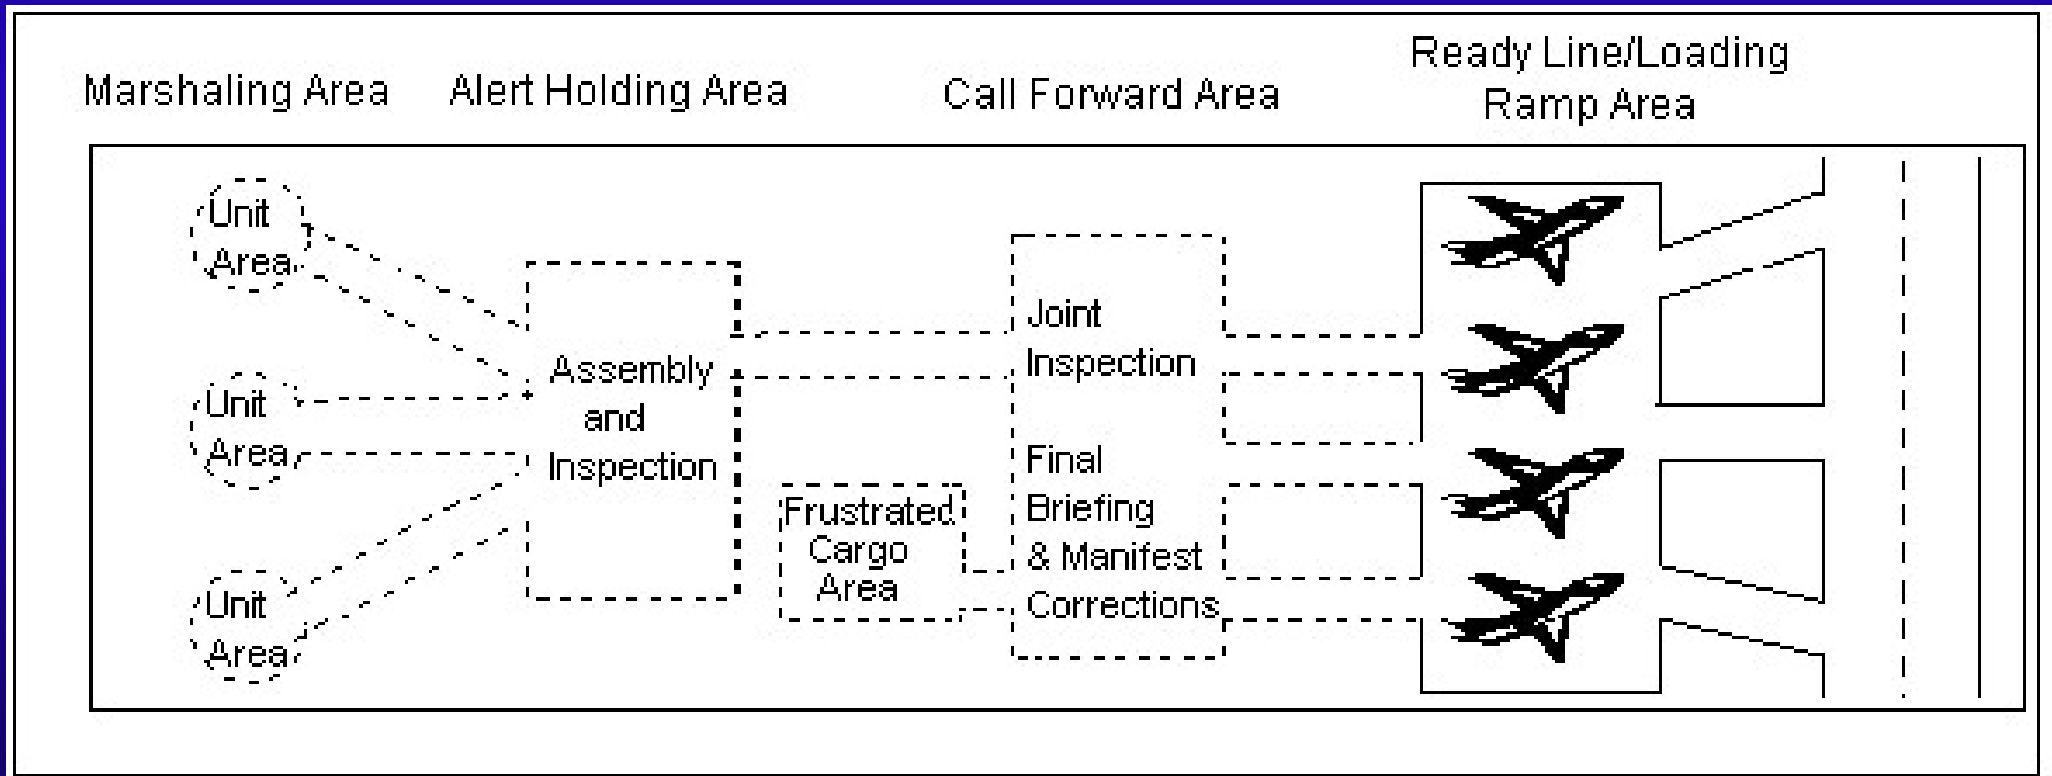 Marshaling Area
Alert Holding Area
Call Forward Area
Ready Line/Loading
Ramp Area
Unit
Area
Unit
Area
Unit
Area
Assembly
and
Inspection
Frustrated
Cargo
Area
Joint
Inspection
Final
Briefing
& Manifest
Corrections